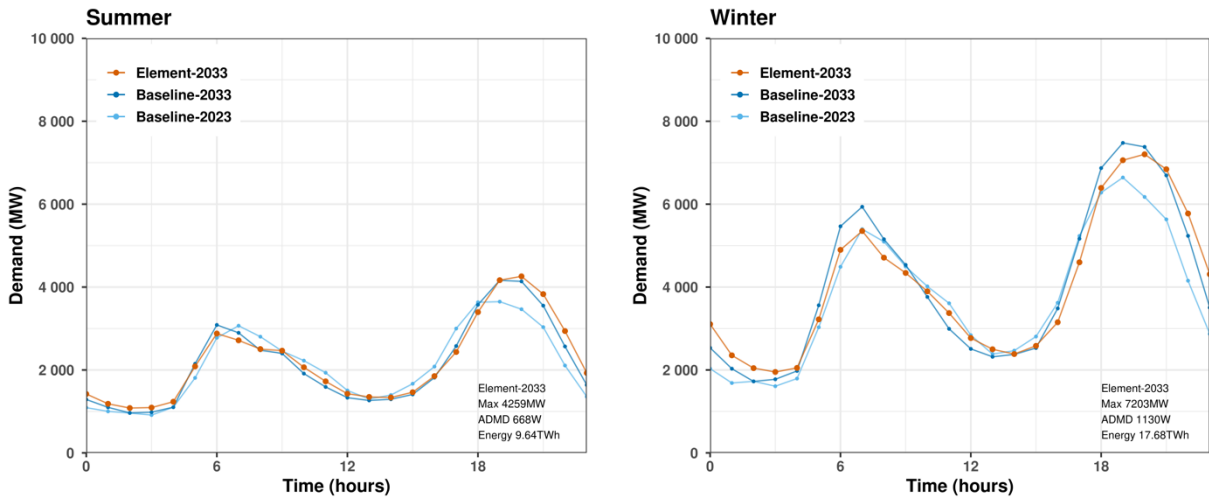 Summer
10 000
8 000
6 000
4 000
2 000
0
Demand (MW)
Element-2033
Baseline-2033
Baseline-2023
Element-2033
Max 4259MW
ADMD 668W
Energy 9.64TWh
0 6 12 18
Time (hours)
Winter
10 000
8 000
6 000
4 000
2 000
0
Demand (MW)
Element-2033
Baseline-2033
Baseline-2023
Element-2033
Max 7203MW
ADMD 1130W
Energy 17.68TWh
0 6 12 18
Time (hours)